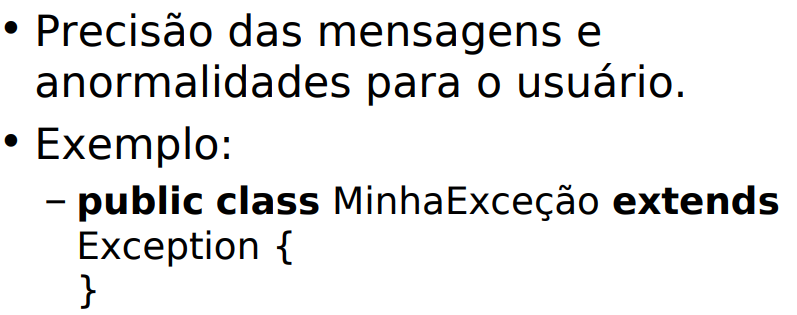 • Precisão das mensagens e
anormalidades para o usuário.
• Exemplo:
– public class MinhaExceção extends
Exception {
}